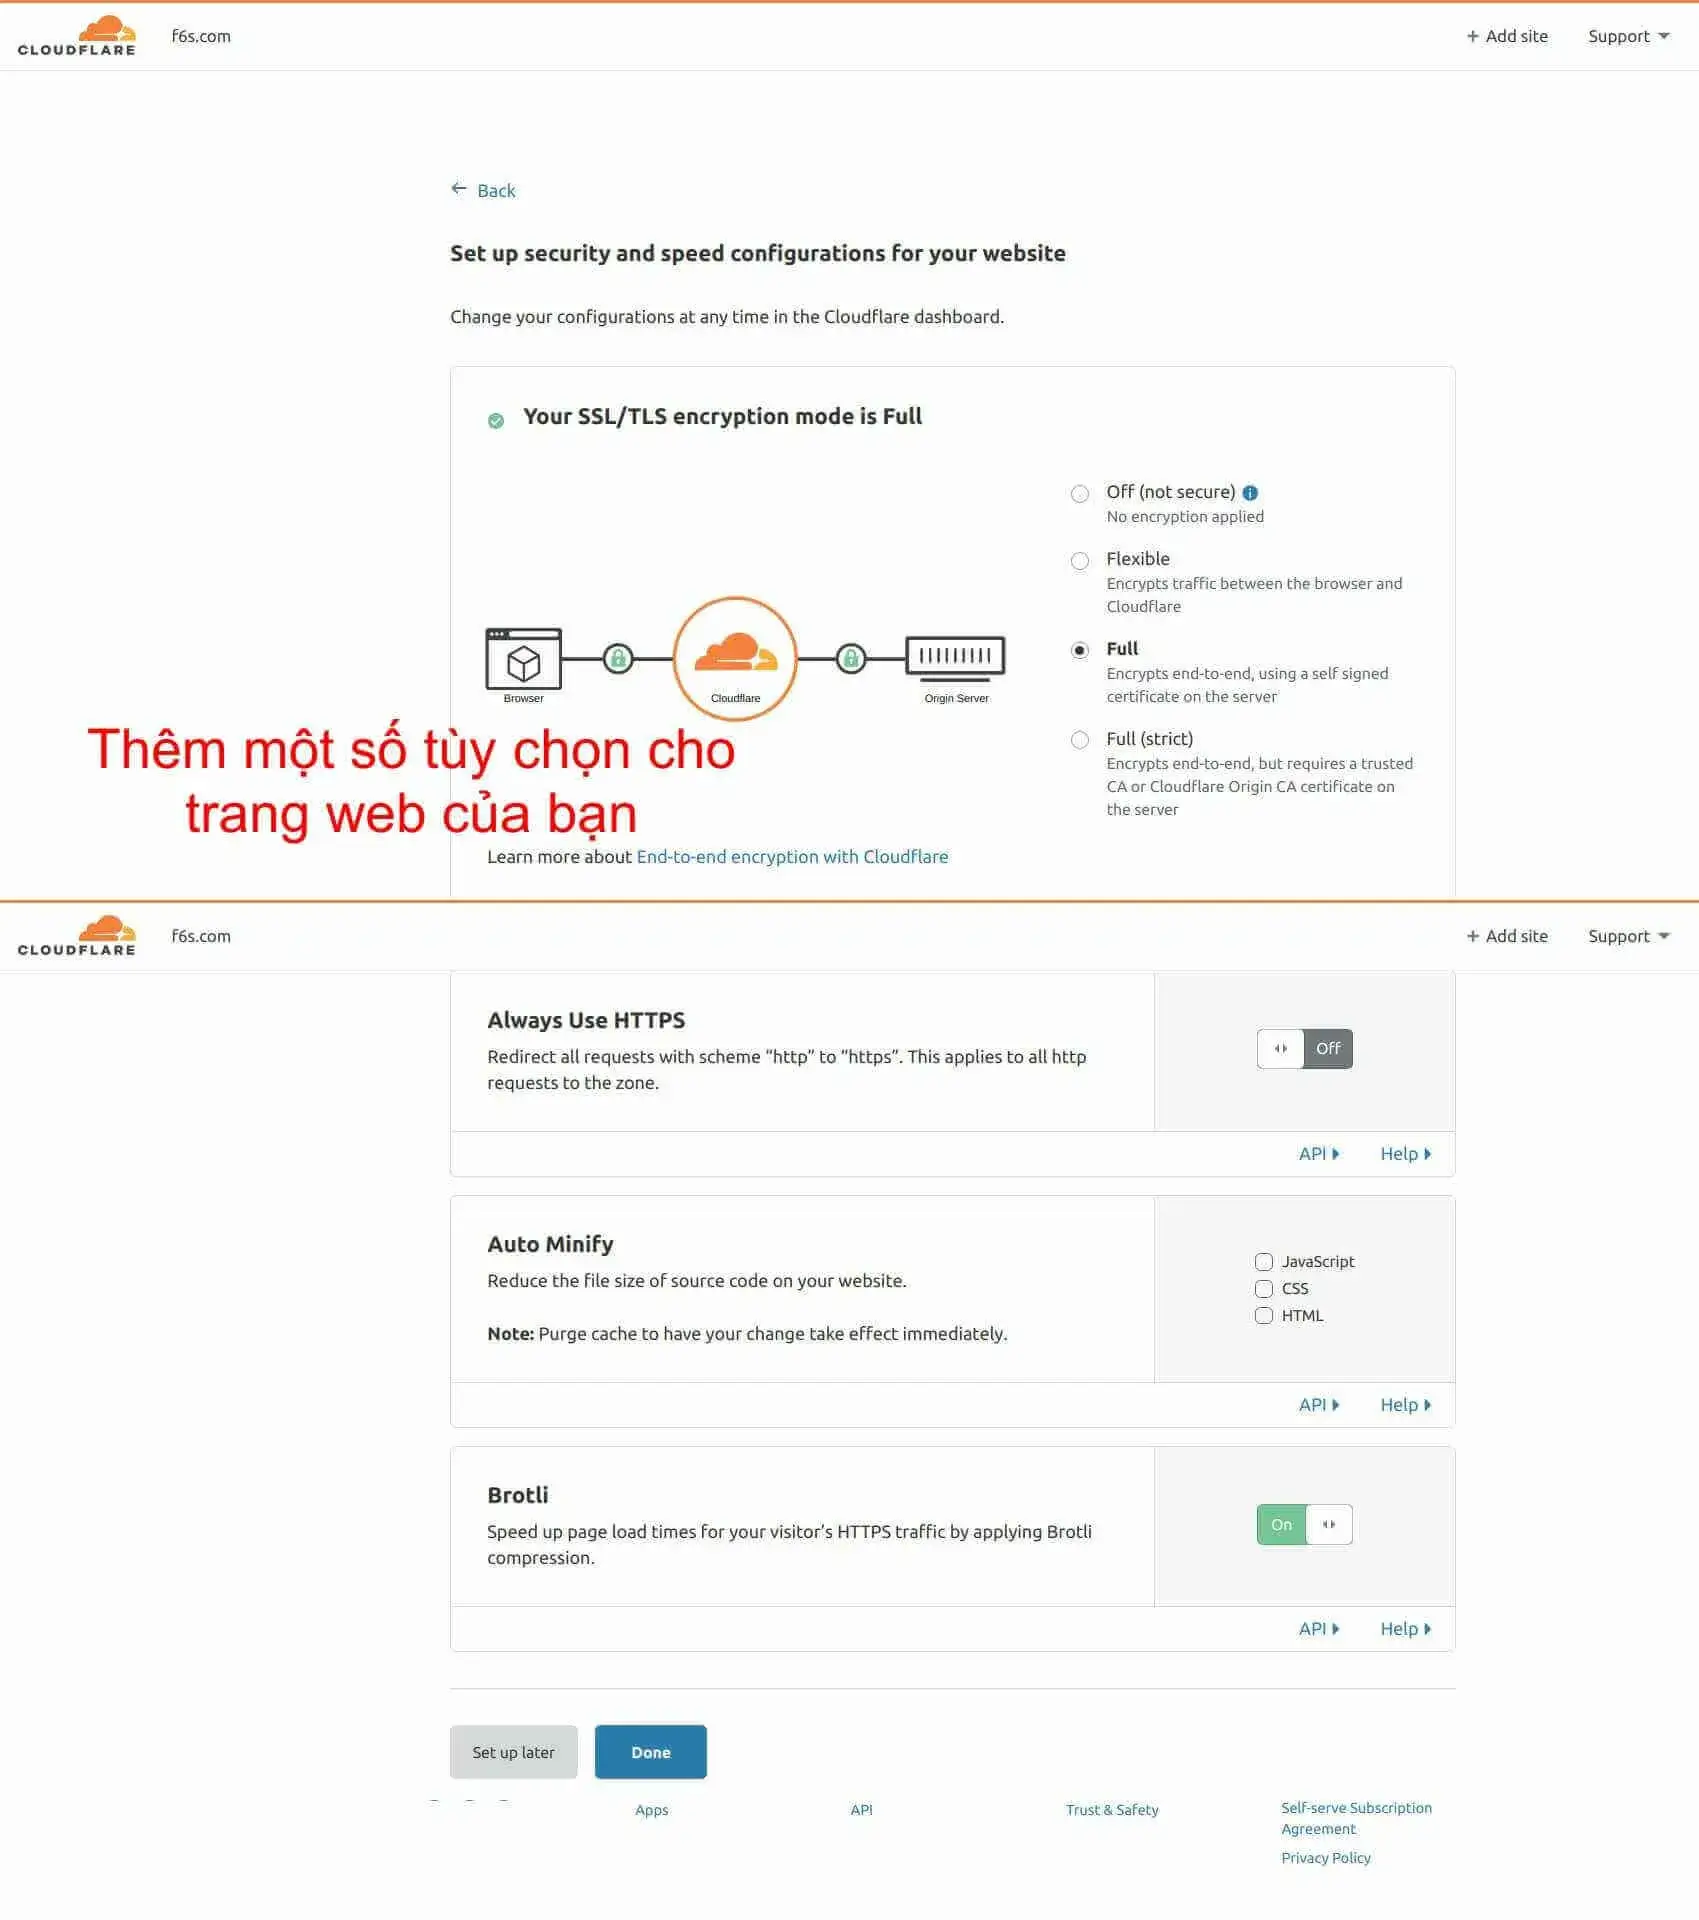 CLOUDFLARE
f6s.com
+ Add site
Support
← Back
Set up security and speed configurations for your website
Change your configurations at any time in the Cloudflare dashboard.
Your SSL/TLS encryption mode is Full
Off (not secure)
No encryption applied
Flexible
Encrypts traffic between the browser and
Cloudflare
Full
Encrypts end-to-end, using a self signed
certificate on the server
Full (strict)
Encrypts end-to-end, but requires a trusted
CA or Cloudflare Origin CA certificate on
the server
Browser
Cloudflare
Origin Server
Thêm một số tùy chọn cho
trang web của bạn
Learn more about End-to-end encryption with Cloudflare
CLOUDFLARE
f6s.com
+ Add site
Support
Always Use HTTPS
Redirect all requests with scheme “http” to “https”. This applies to all http
requests to the zone.
Off
API
Help
Auto Minify
Reduce the file size of source code on your website.
Note: Purge cache to have your change take effect immediately.
JavaScript
CSS
HTML
API
Help
Brotli
Speed up page load times for your visitor’s HTTPS traffic by applying Brotli
compression.
On
API
Help
Set up later
Done
Apps
API
Trust & Safety
Self-serve Subscription
Agreement
Privacy Policy